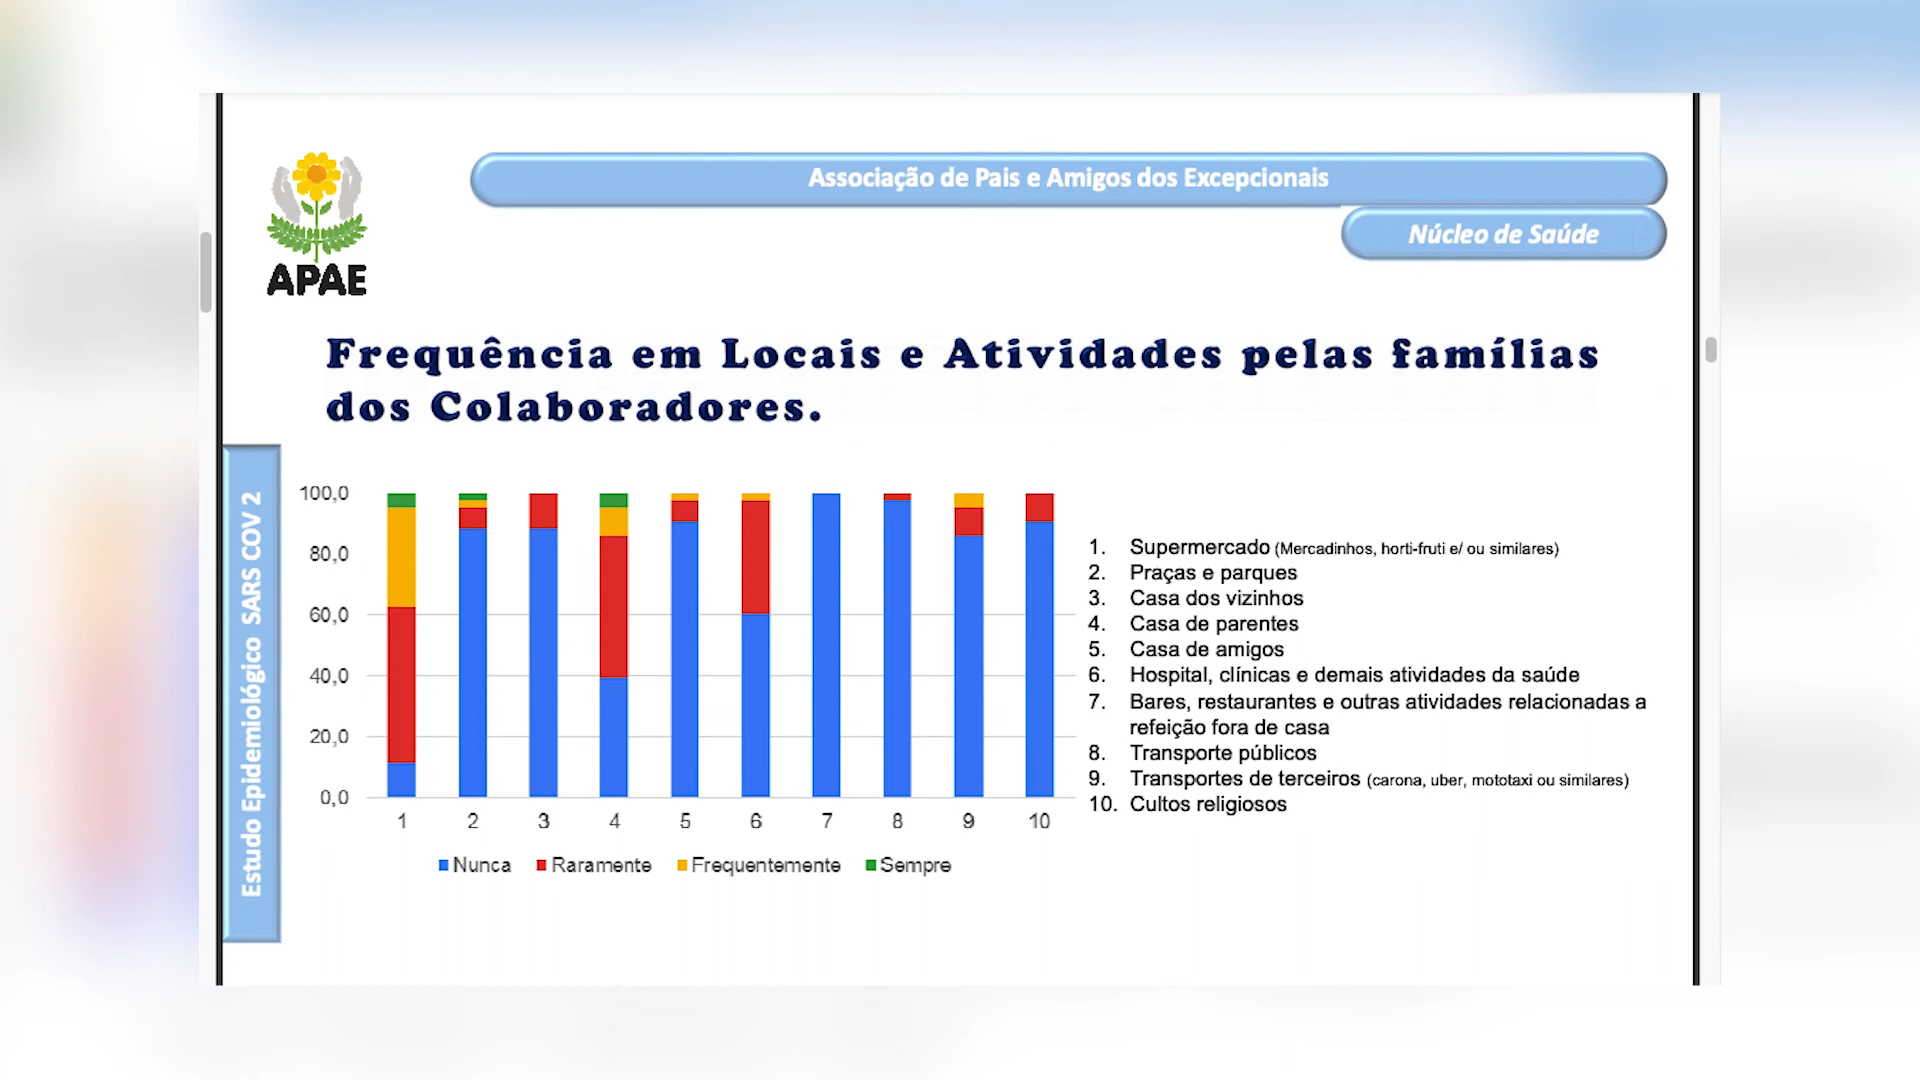 Associação de Pais e Amigos dos Excepcionais
Núcleo de Saúde
APAE
Frequência em Locais e Atividades pelas famílias
dos Colaboradores.
Estudo Epidemiológico SARS COV 2
100,0
80,0
60,0
40,0
20,0
0,0
1 2 3 4 5 6 7 8 9 10
Nunca Raramente Frequentemente Sempre
1. Supermercado (Mercadinhos, horti-fruti e/ ou similares)
2. Praças e parques
3. Casa dos vizinhos
4. Casa de parentes
5. Casa de amigos
6. Hospital, clínicas e demais atividades da saúde
7. Bares, restaurantes e outras atividades relacionadas a
refeição fora de casa
8. Transporte públicos
9. Transportes de terceiros (carona, uber, mototaxi ou similares)
10. Cultos religiosos